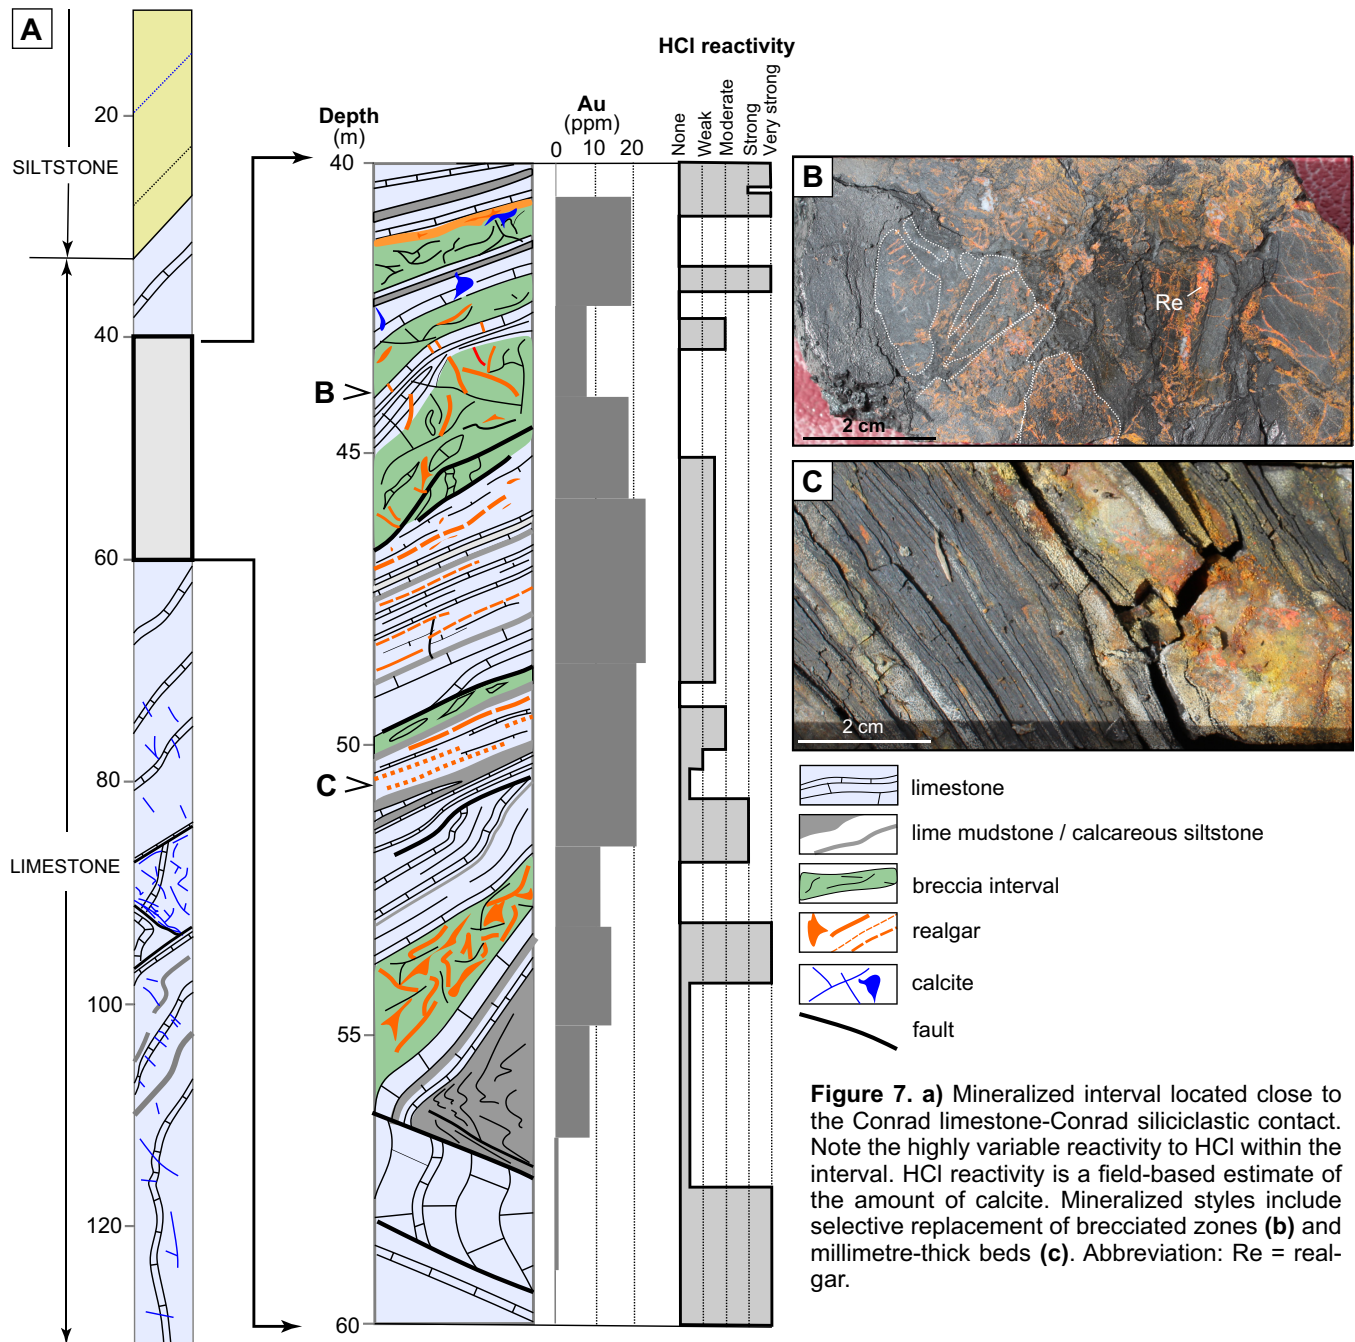 A
20
SILTSTONE
40
60
80
LIMESTONE
100
120
Depth
(m)
40
B
45
50
C
55
60
Au
(ppm)
0 10 20
HCl reactivity
None
Weak
Moderate
Strong
Very strong
B
Re
2 cm
C
2 cm
limestone
lime mudstone / calcareous siltstone
breccia interval
realgar
calcite
fault
Figure 7. a) Mineralized interval located close to
the Conrad limestone-Conrad siliciclastic contact.
Note the highly variable reactivity to HCl within the
interval. HCl reactivity is a field-based estimate of
the amount of calcite. Mineralized styles include
selective replacement of brecciated zones (b) and
millimetre-thick beds (c). Abbreviation: Re = real-
gar.